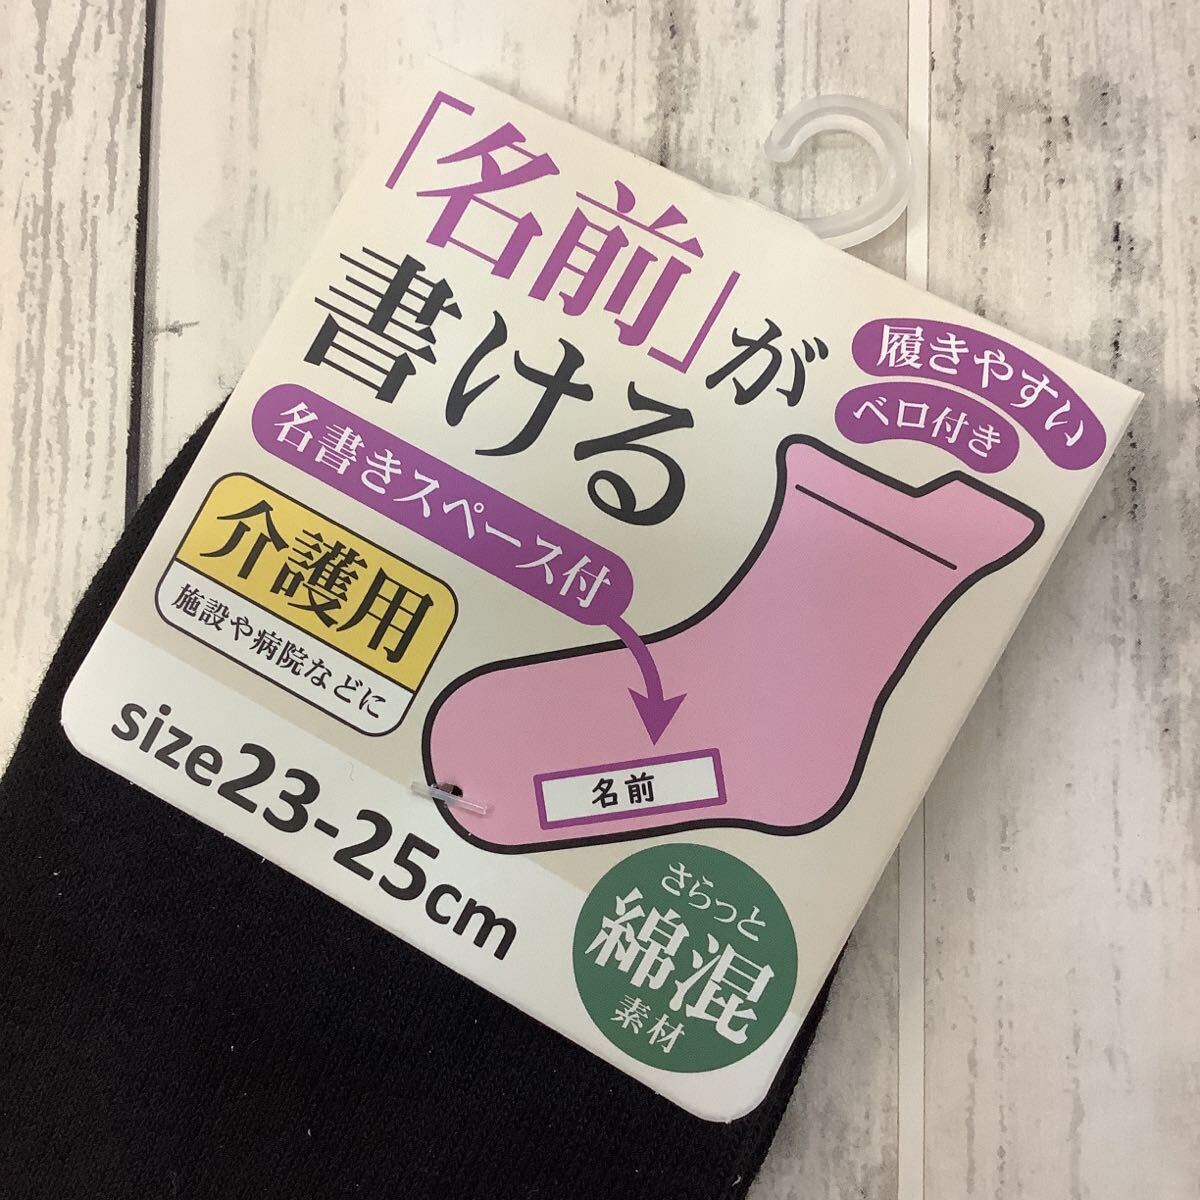 「名前」が
書ける
名書きスペース付
履きやすい
ベロ付き
介護用
施設や病院などに
名前
size23-25cm
さらっと
綿混
素材